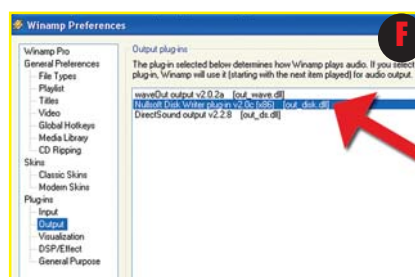 Winamp Preferences
F
Winamp Pro
General Preferences
File Types
Playlist
Titles
Video
Global Hotkeys
Media Library
CD Ripping
Skins
Classic Skins
Modern Skins
Plug-ins
Input
Output
Visualization
DSP/Effect
General Purpose
Output plug-ins
The plug-in selected below determines how Winamp plays audio. If you select
plug-in, Winamp will use it (starting with the next item played) for audio output.
waveOut output v2.0.2a [out_wave.dll]
Nullsoft Disk Writer plug-in v2.0c (x86) [out_disk.dll]
DirectSound output v2.2.8 [out_ds.dll]